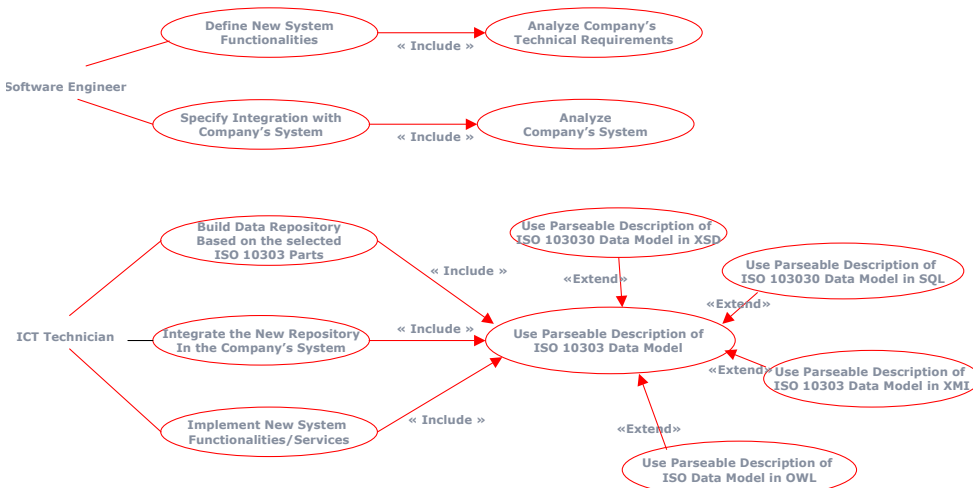 Define New System
Functionalities
« Include »
Analyze Company's
Technical Requirements
Software Engineer
Specify Integration with
Company's System
« Include »
Analyze
Company's System
Build Data Repository
Based on the selected
ISO 10303 Parts
« Include »
Use Parseable Description of
ISO 103030 Data Model in XSD
«Extend»
Use Parseable Description of
ISO 103030 Data Model in SQL
«Extend»
ICT Technician
Integrate the New Repository
In the Company's System
« Include »
Use Parseable Description of
ISO 10303 Data Model
«Extend»
Use Parseable Description of
ISO 10303 Data Model in XMI
Implement New System
Functionalities/Services
« Include »
«Extend»
Use Parseable Description of
ISO Data Model in OWL